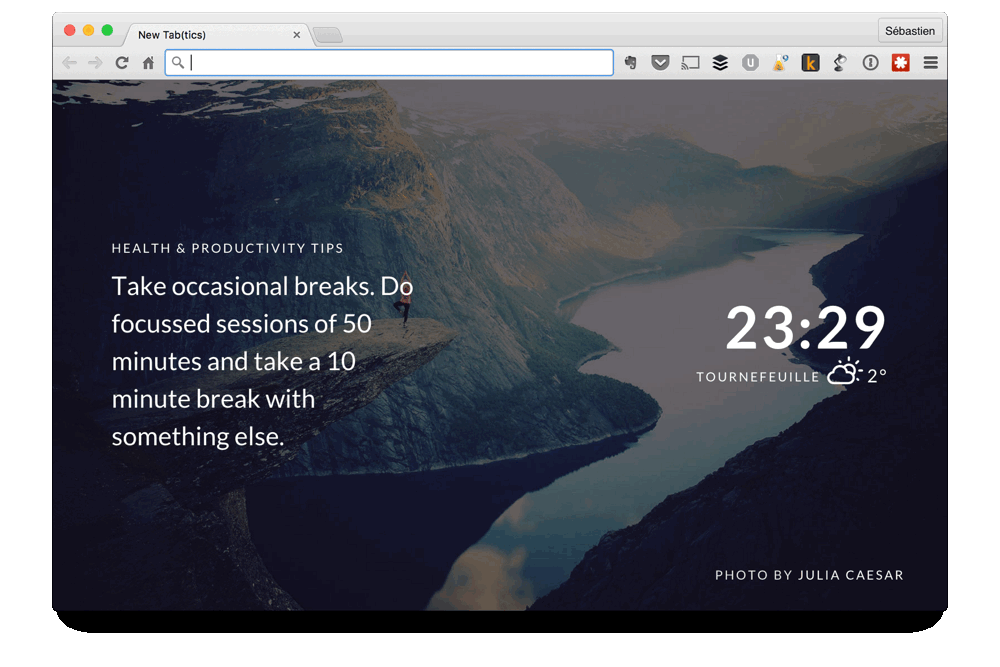 New Tab(tics)
Sébastien
HEALTH & PRODUCTIVITY TIPS
Take occasional breaks. Do
focussed sessions of 50
minutes and take a 10
minute break with
something else.
23:29
TOURNEFEUILLE 2°
PHOTO BY JULIA CAESAR